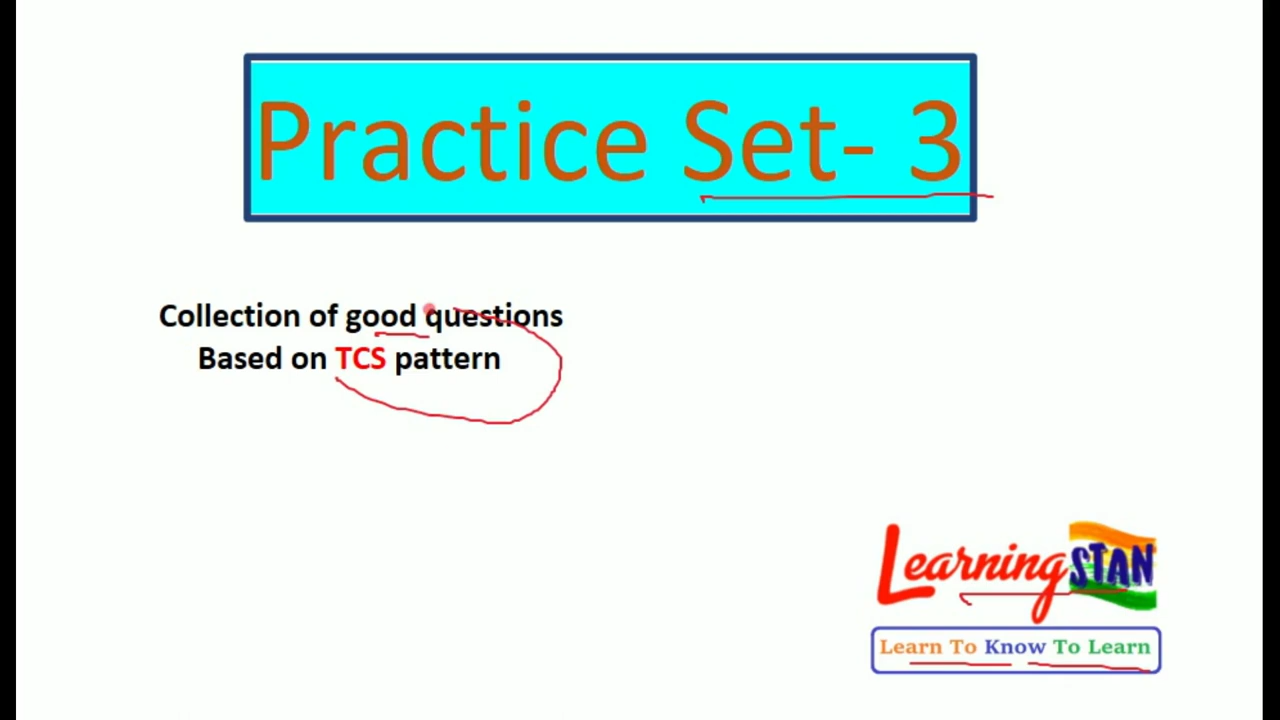 Practice Set- 3
Collection of good questions
Based on TCS pattern
LearningSTAN
Learn To Know To Learn